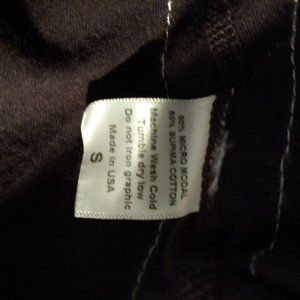 50% MICRO MODAL
50% SUPIMA COTTON
Machine Wash Cold
Tumble dry low
Do not iron graphic
Made in USA
S